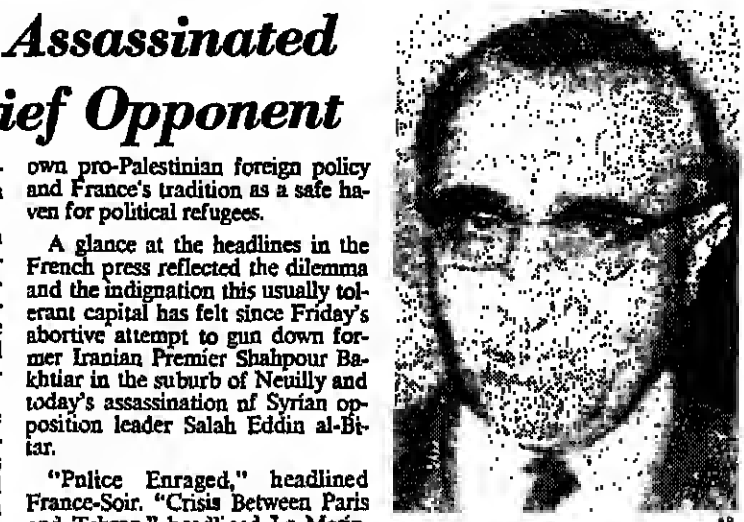 Assassinated
ief Opponent
own pro-Palestinian foreign policy
and France's tradition as a safe ha-
ven for political refugees.
A glance at the headlines in the
French press reflected the dilemma
and the indignation this usually tol-
erant capital has felt since Friday's
abortive attempt to gun down for-
mer Iranian Premier Shahpour Ba-
khtiar in the suburb of Neuilly and
today's assassination nf Syrian op-
position leader Salah Eddin al-Bi-
tar.
"Pnlice Enraged," headlined
France-Soir. "Crisis Between Paris